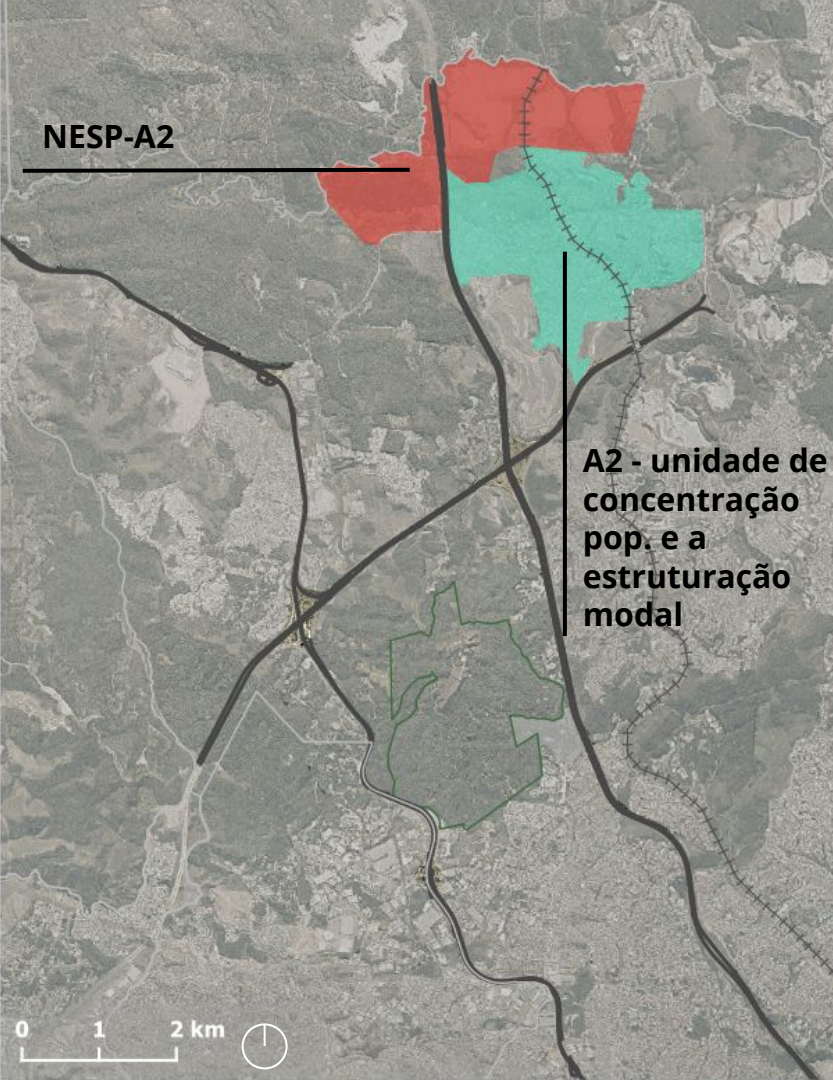 NESP-A2
A2 - unidade de
concentração
pop. e a
estruturação
modal
0 1 2 km